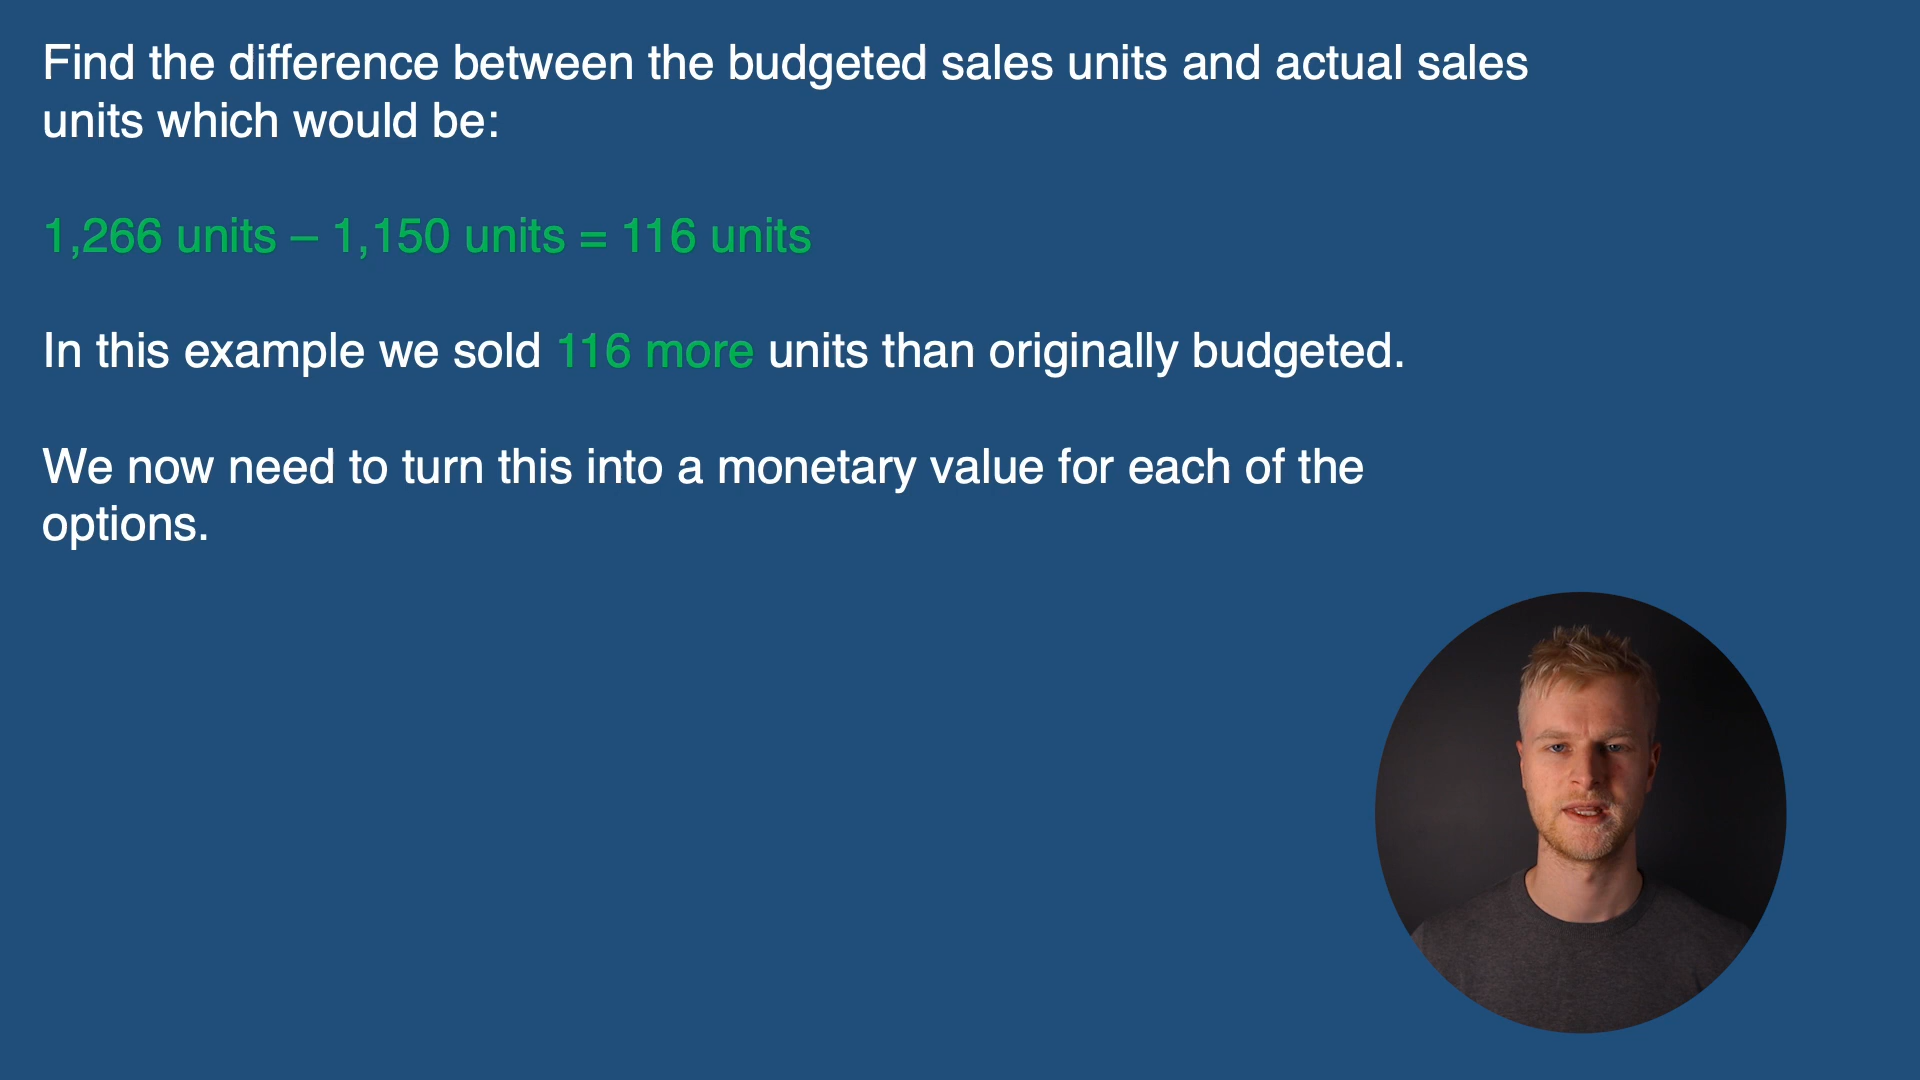 Find the difference between the budgeted sales units and actual sales
units which would be:
1,266 units – 1,150 units = 116 units
In this example we sold 116 more units than originally budgeted.
We now need to turn this into a monetary value for each of the
options.